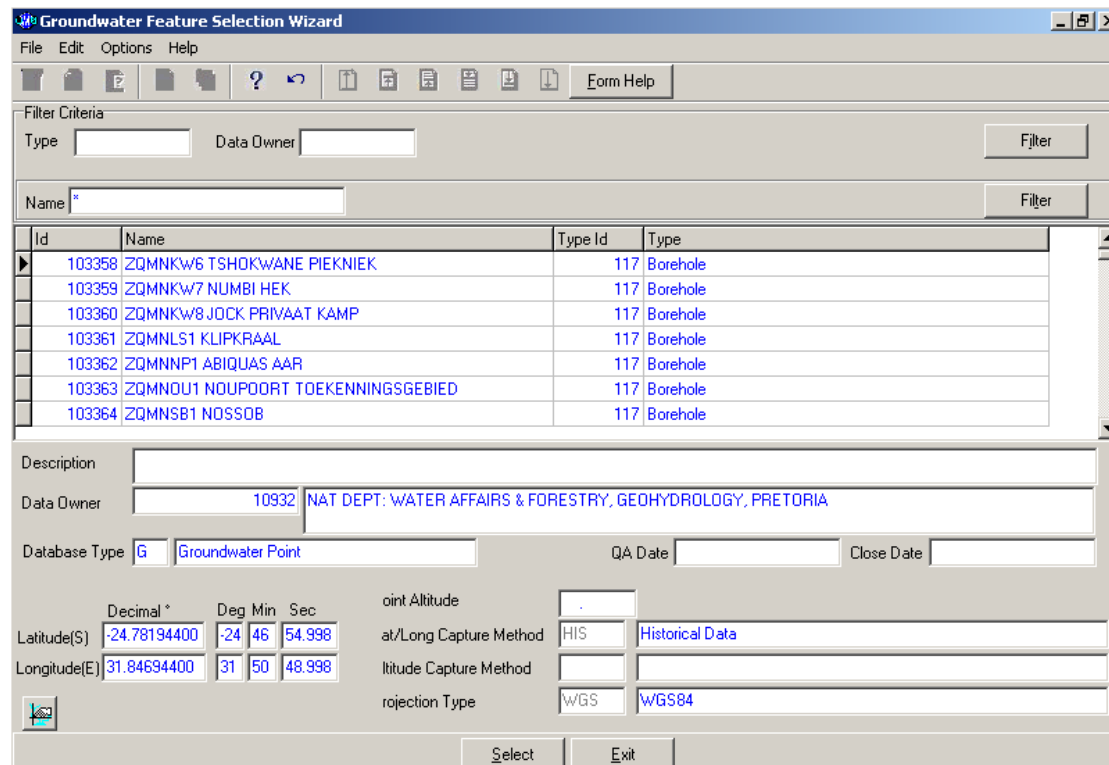 Groundwater Feature Selection Wizard
File Edit Options Help
? Form Help
Filter Criteria
Type Data Owner Filter
Name * Filter
Id Name Type Id Type
103358 ZQMNKW6 TSHOKWANE PIEKNIEK 117 Borehole
103359 ZQMNKW7 NUMBI HEK 117 Borehole
103360 ZQMNKW8 JOCK PRIVAAT KAMP 117 Borehole
103361 ZQMNLS1 KLIPKRAAL 117 Borehole
103362 ZQMNNP1 ABIQUAS AAR 117 Borehole
103363 ZQMNOU1 NOUPOORT TOEKENNINGSGEBIED 117 Borehole
103364 ZQMNSB1 NOSSOB 117 Borehole
Description
Data Owner 10932 NAT DEPT: WATER AFFAIRS & FORESTRY, GEOHYDROLOGY, PRETORIA
Database Type G Groundwater Point QA Date Close Date
Decimal ° Deg Min Sec oint Altitude .
Latitude(S) -24.78194400 -24 46 54.998 at/Long Capture Method HIS Historical Data
Longitude(E) 31.84694400 31 50 48.998 ltitude Capture Method
rojection Type WGS WGS84
Select Exit